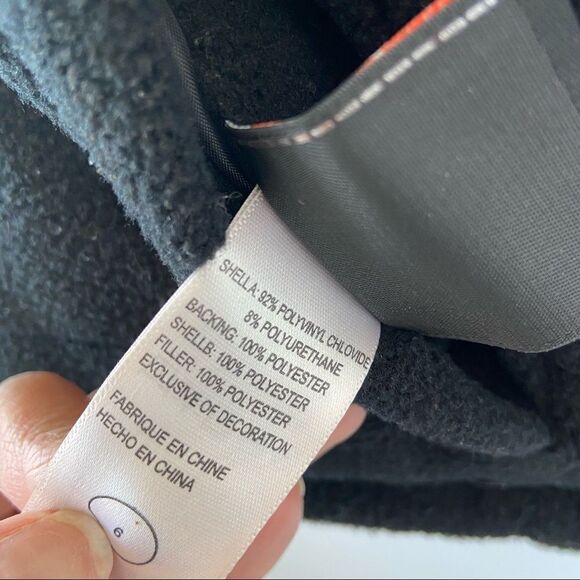 SHELLA: 92% POLYVINYL CHLOVIDE
8% POLYURETHANE
BACKING: 100% POLYESTER
SHELLB: 100% POLYESTER
FILLER: 100% POLYESTER
EXCLUSIVE OF DECORATION
FABRIQUE EN CHINE
HECHO EN CHINA
6